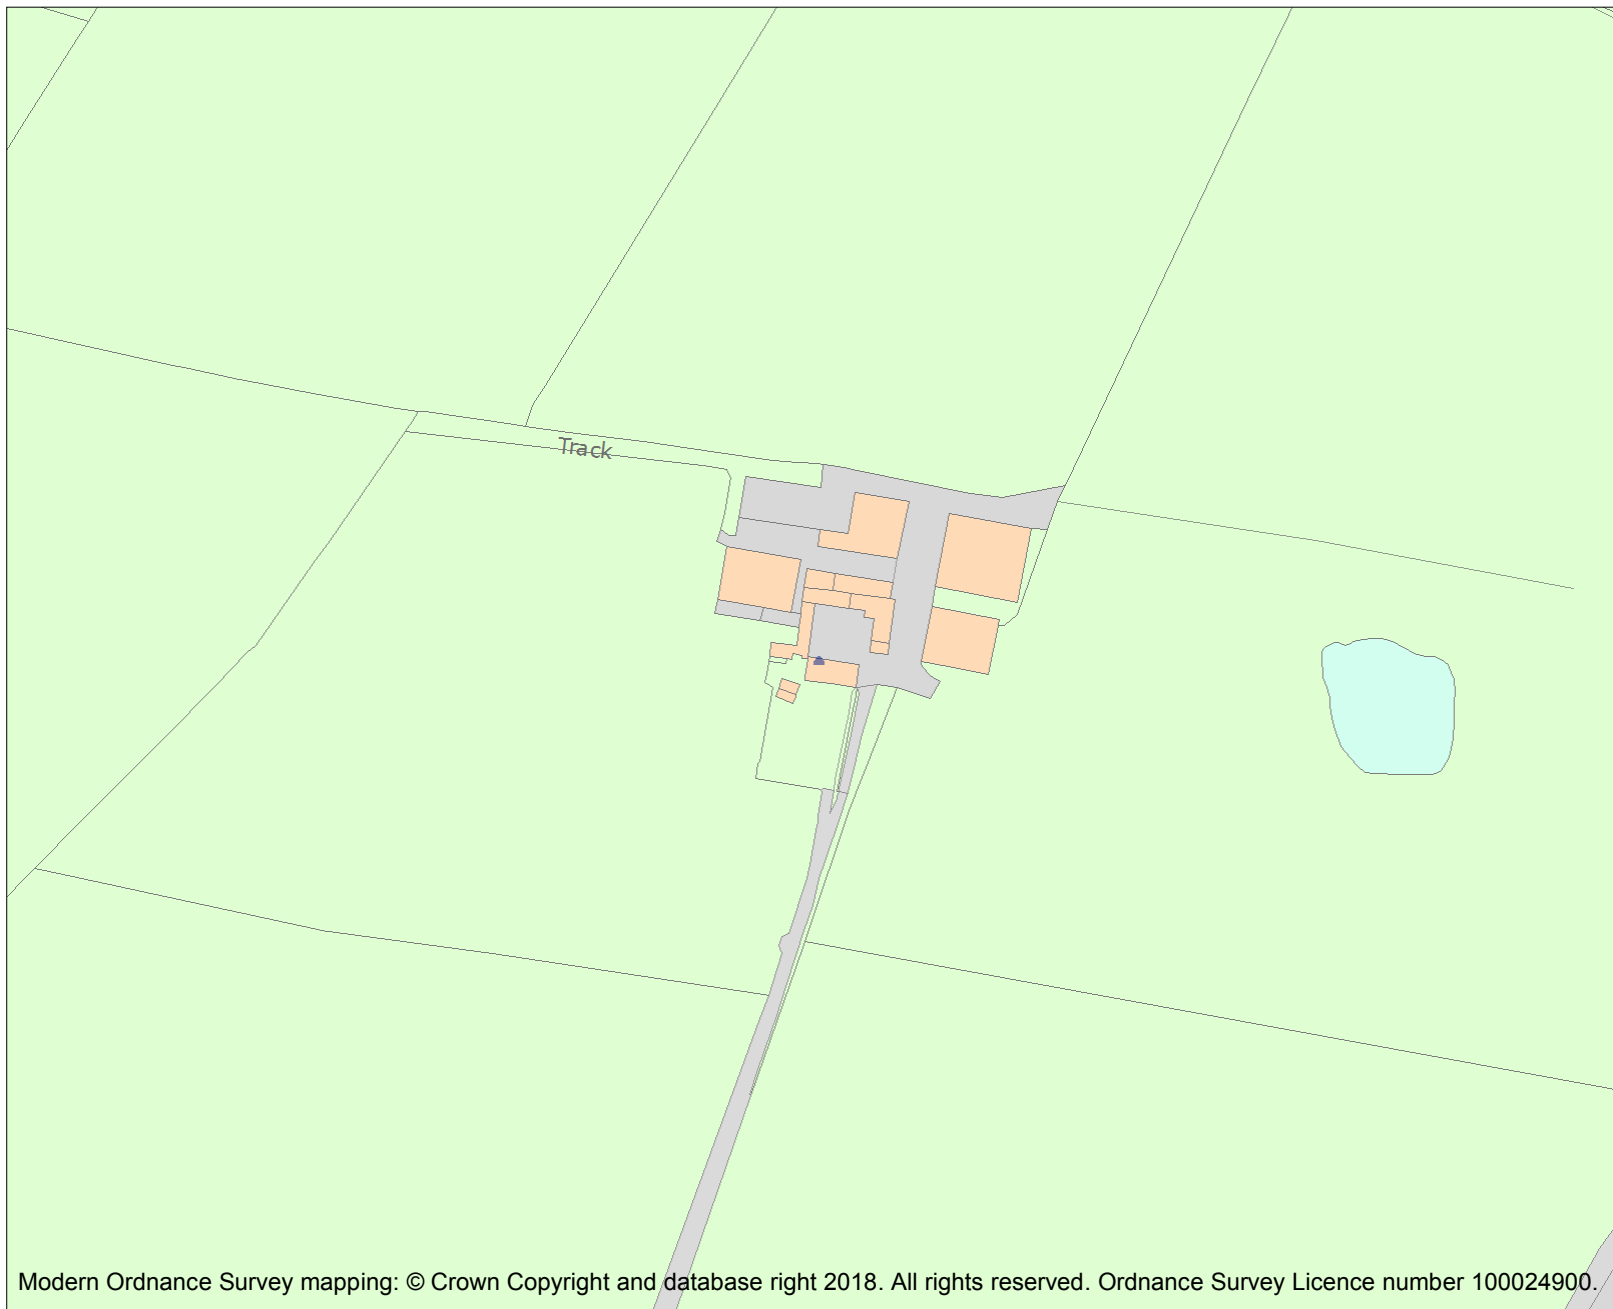 Track
Modern Ordnance Survey mapping: © Crown Copyright and database right 2018. All rights reserved. Ordnance Survey Licence number 100024900.